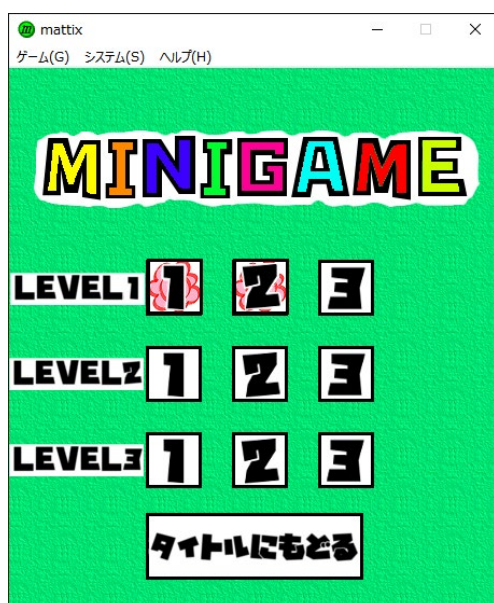 mattix
ゲーム(G) システム(S) ヘルプ(H)
MINIGAME
LEVEL1 1 2 3
LEVEL2 1 2 3
LEVEL3 1 2 3
タイトルにもどる